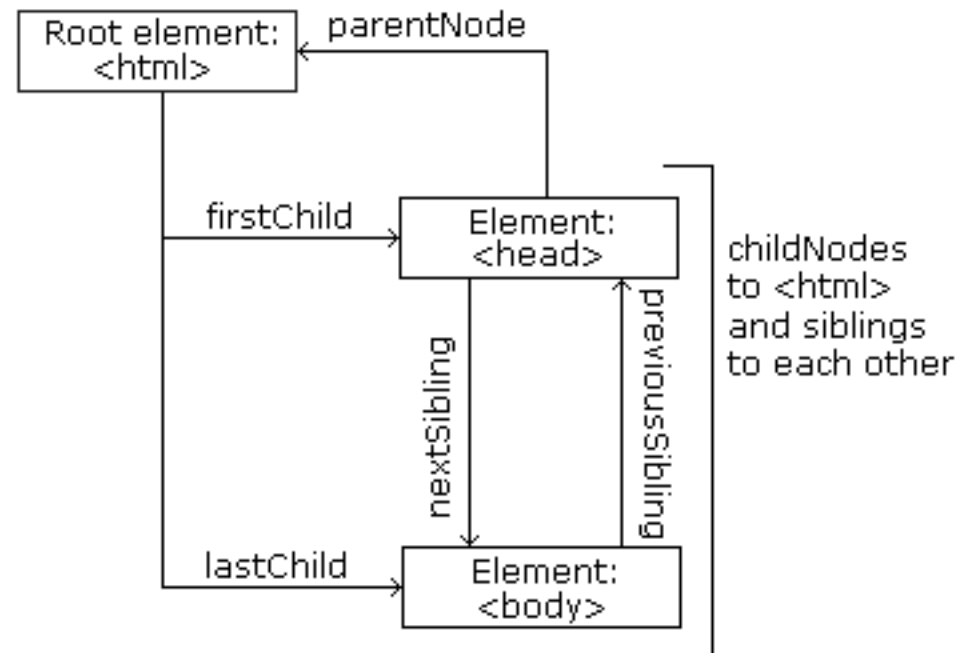 Root element:
<html>
parentNode
firstChild
Element:
<head>
nextSibling
previousSibling
childNodes
to <html>
and siblings
to each other
lastChild
Element:
<body>